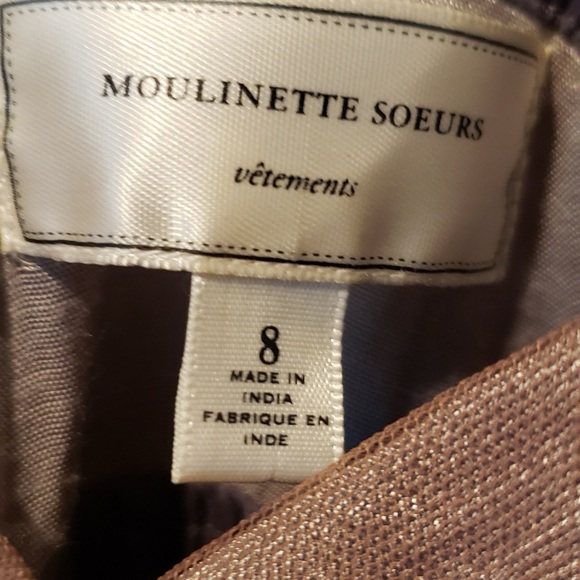 MOULINETTE SOEURS
vêtements
8
MADE IN
INDIA
FABRIQUE EN
INDE